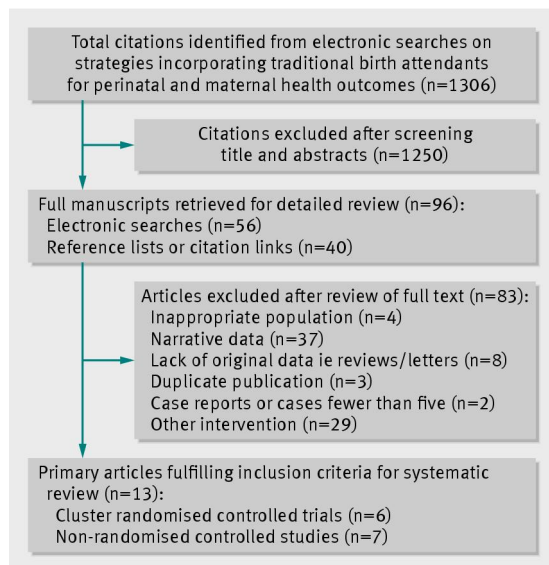 Total citations identified from electronic searches on
strategies incorporating traditional birth attendants
for perinatal and maternal health outcomes (n=1306)
Citations excluded after screening
title and abstracts (n=1250)
Full manuscripts retrieved for detailed review (n=96):
Electronic searches (n=56)
Reference lists or citation links (n=40)
Articles excluded after review of full text (n=83):
Inappropriate population (n=4)
Narrative data (n=37)
Lack of original data ie reviews/letters (n=8)
Duplicate publication (n=3)
Case reports or cases fewer than five (n=2)
Other intervention (n=29)
Primary articles fulfilling inclusion criteria for systematic
review (n=13):
Cluster randomised controlled trials (n=6)
Non-randomised controlled studies (n=7)